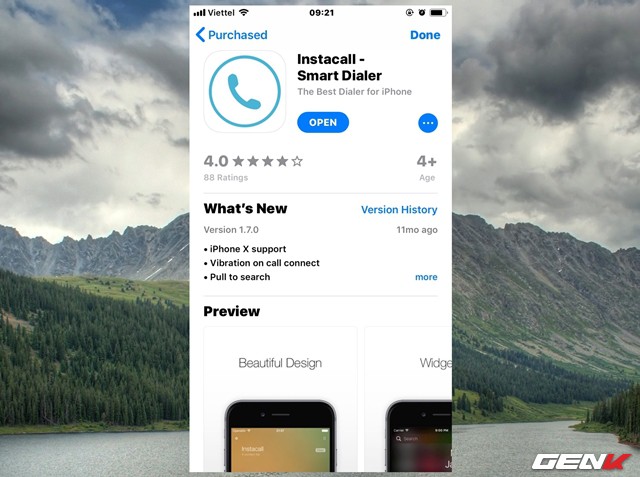 Viettel 09:21
Purchased Done
Instacall -
Smart Dialer
The Best Dialer for iPhone
OPEN
4.0 4+
88 Ratings Age
What's New Version History
Version 1.7.0 11mo ago
• iPhone X support
• Vibration on call connect
• Pull to search more
Preview
Beautiful Design Widge
Instacall
Search
GENK